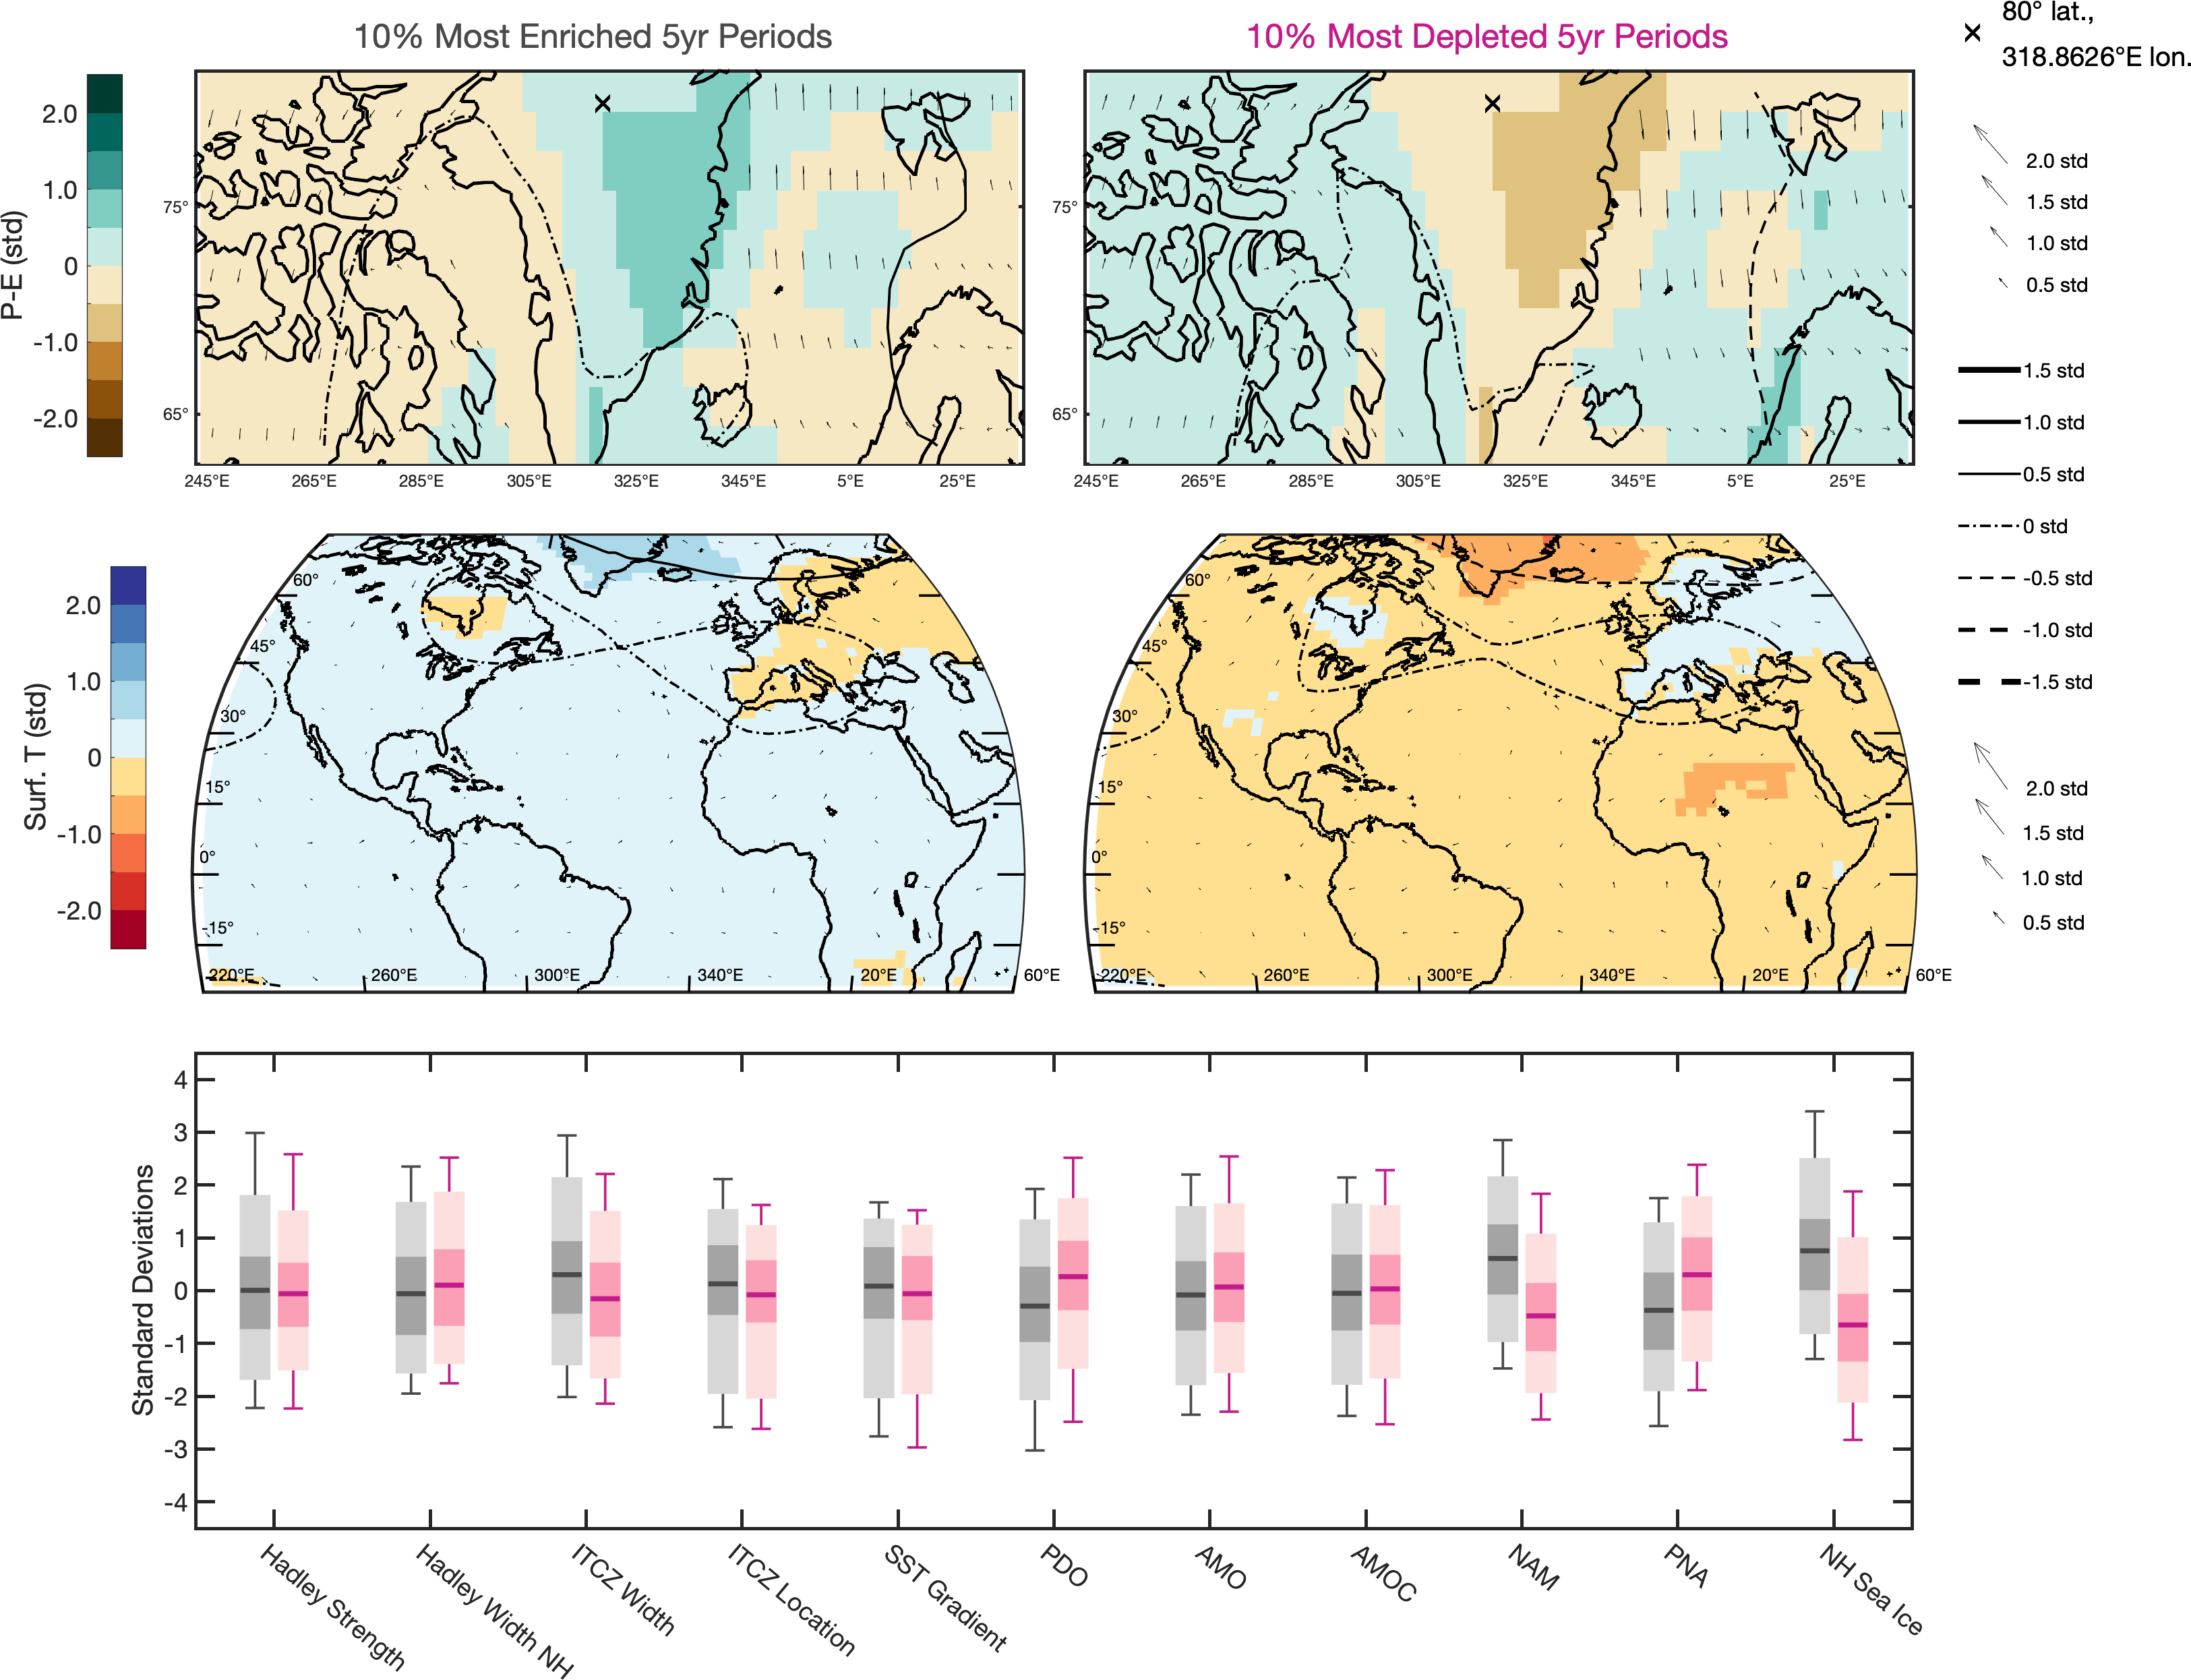 10% Most Enriched 5yr Periods
10% Most Depleted 5yr Periods
80° lat.,
318.8626°E lon.
P-E (std)
2.0
1.0
0
-1.0
-2.0
75°
65°
245°E 265°E 285°E 305°E 325°E 345°E 5°E 25°E
75°
65°
245°E 265°E 285°E 305°E 325°E 345°E 5°E 25°E
2.0 std
1.5 std
1.0 std
0.5 std
1.5 std
1.0 std
0.5 std
0 std
-0.5 std
-1.0 std
-1.5 std
Surf. T (std)
2.0
1.0
0
-1.0
-2.0
60°
45°
30°
15°
0°
-15°
220°E 260°E 300°E 340°E 20°E 60°E
60°
45°
30°
15°
0°
-15°
220°E 260°E 300°E 340°E 20°E 60°E
2.0 std
1.5 std
1.0 std
0.5 std
Standard Deviations
4
3
2
1
0
-1
-2
-3
-4
Hadley Strength
Hadley Width NH
ITCZ Width
ITCZ Location
SST Gradient
PDO
AMO
AMOC
NAM
PNA
NH Sea Ice